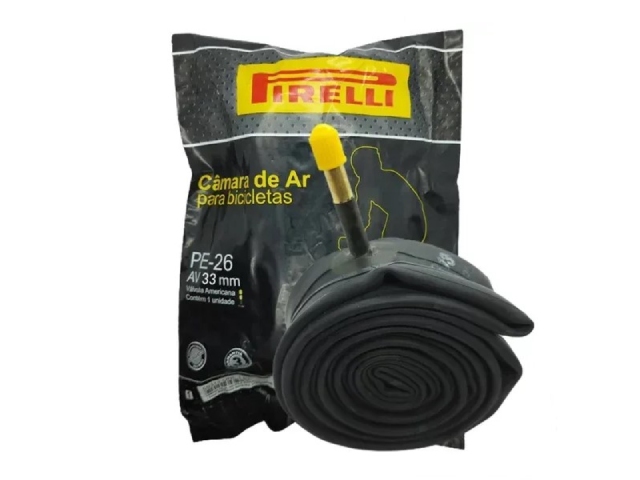 PIRELLI
Câmara de Ar
para bicicletas
PE-26
AV 33 mm
Válvula Americana
Contém 1 unidade